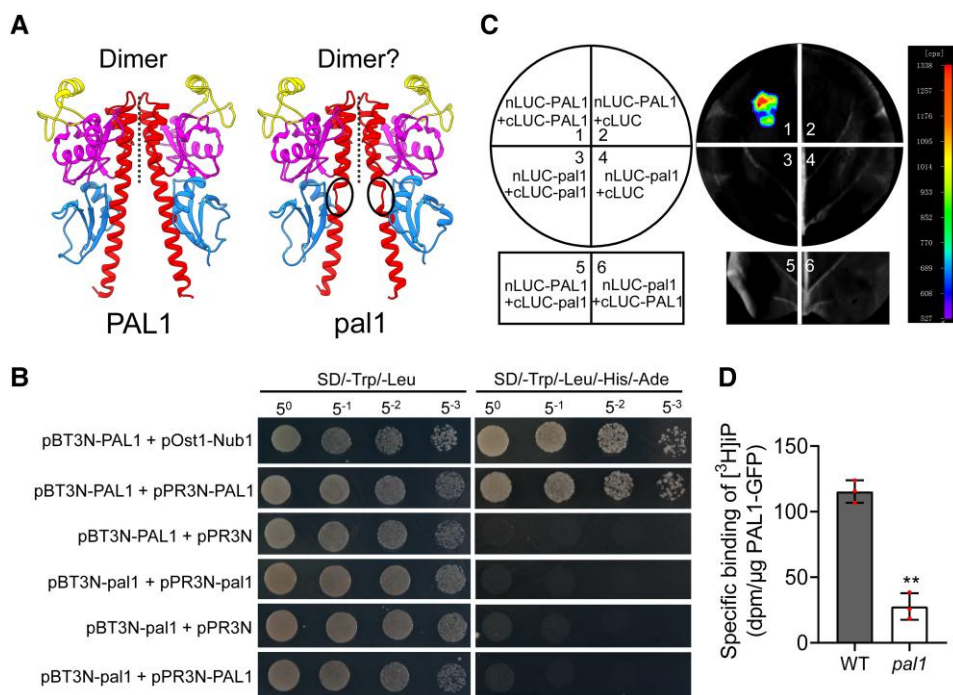 A
Dimer
Dimer?
PAL1
pal1
C
nLUC-PAL1
+cLUC-PAL1
1
nLUC-PAL1
+cLUC
2
3
nLUC-pal1
+cLUC-pal1
4
nLUC-pal1
+cLUC
5
nLUC-PAL1
+cLUC-pal1
6
nLUC-pal1
+cLUC-PAL1
1
2
3
4
5
6
[cps]
1338
1257
1176
1095
1014
933
852
771
689
608
527
B
SD/-Trp/-Leu
SD/-Trp/-Leu/-His/-Ade
5⁰ 5⁻¹ 5⁻² 5⁻³
5⁰ 5⁻¹ 5⁻² 5⁻³
pBT3N-PAL1 + pOst1-Nub1
pBT3N-PAL1 + pPR3N-PAL1
pBT3N-PAL1 + pPR3N
pBT3N-pal1 + pPR3N-pal1
pBT3N-pal1 + pPR3N
pBT3N-pal1 + pPR3N-PAL1
D
Specific binding of [³H]iP
(dpm/µg PAL1-GFP)
150
100
50
0
**
WT
pal1